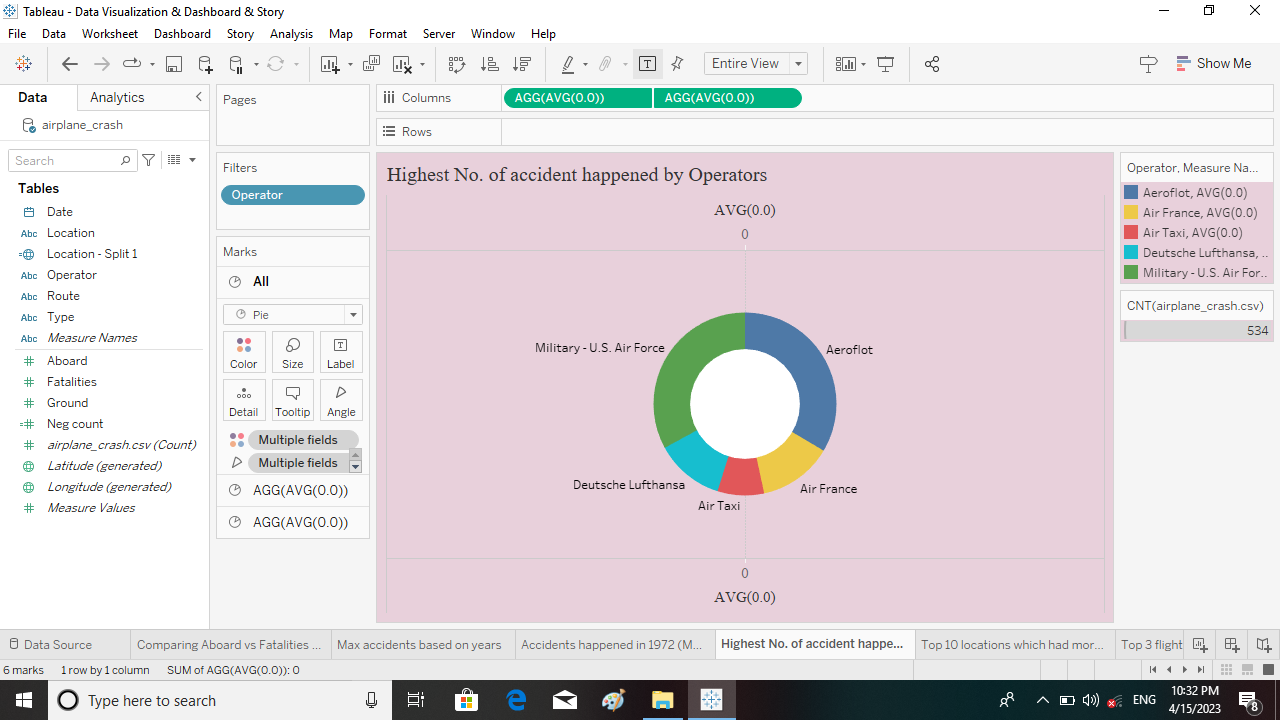 Tableau - Data Visualization & Dashboard & Story
File Data Worksheet Dashboard Story Analysis Map Format Server Window Help
Entire View
Show Me
Data Analytics
airplane_crash
Search
Tables
Date
Abc Location
Location - Split 1
Abc Operator
Abc Route
Abc Type
Abc Measure Names
Aboard
Fatalities
Ground
Neg count
airplane_crash.csv (Count)
Latitude (generated)
Longitude (generated)
Measure Values
Pages
Filters
Operator
Marks
All
Pie
Color Size Label
Detail Tooltip Angle
Multiple fields
Multiple fields
AGG(AVG(0.0))
AGG(AVG(0.0))
Columns AGG(AVG(0.0)) AGG(AVG(0.0))
Rows
Highest No. of accident happened by Operators
AVG(0.0)
0
Military - U.S. Air Force
Aeroflot
Deutsche Lufthansa
Air France
Air Taxi
0
AVG(0.0)
Operator, Measure Na...
Aeroflot, AVG(0.0)
Air France, AVG(0.0)
Air Taxi, AVG(0.0)
Deutsche Lufthansa, ..
Military - U.S. Air For..
CNT(airplane_crash.csv)
534
Data Source Comparing Aboard vs Fatalities ... Max accidents based on years Accidents happened in 1972 (M... Highest No. of accident happe... Top 10 locations which had mor... Top 3 flight
6 marks 1 row by 1 column SUM of AGG(AVG(0.0)): 0
Type here to search
ENG
10:32 PM
4/15/2023
8